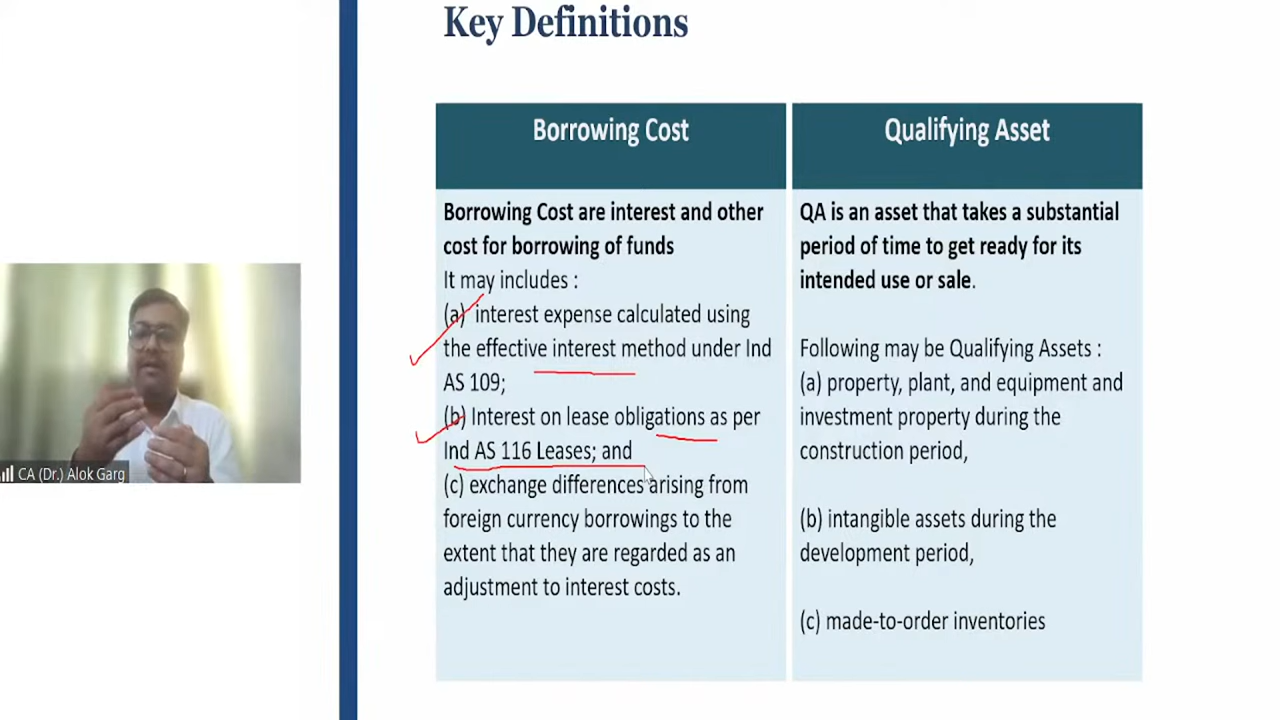 Key Definitions
Borrowing Cost
Borrowing Cost are interest and other
cost for borrowing of funds
It may includes :
(a) interest expense calculated using
the effective interest method under Ind
AS 109;
(b) Interest on lease obligations as per
Ind AS 116 Leases; and
(c) exchange differences arising from
foreign currency borrowings to the
extent that they are regarded as an
adjustment to interest costs.
Qualifying Asset
QA is an asset that takes a substantial
period of time to get ready for its
intended use or sale.
Following may be Qualifying Assets :
(a) property, plant, and equipment and
investment property during the
construction period,
(b) intangible assets during the
development period,
(c) made-to-order inventories
CA (Dr.) Alok Garg